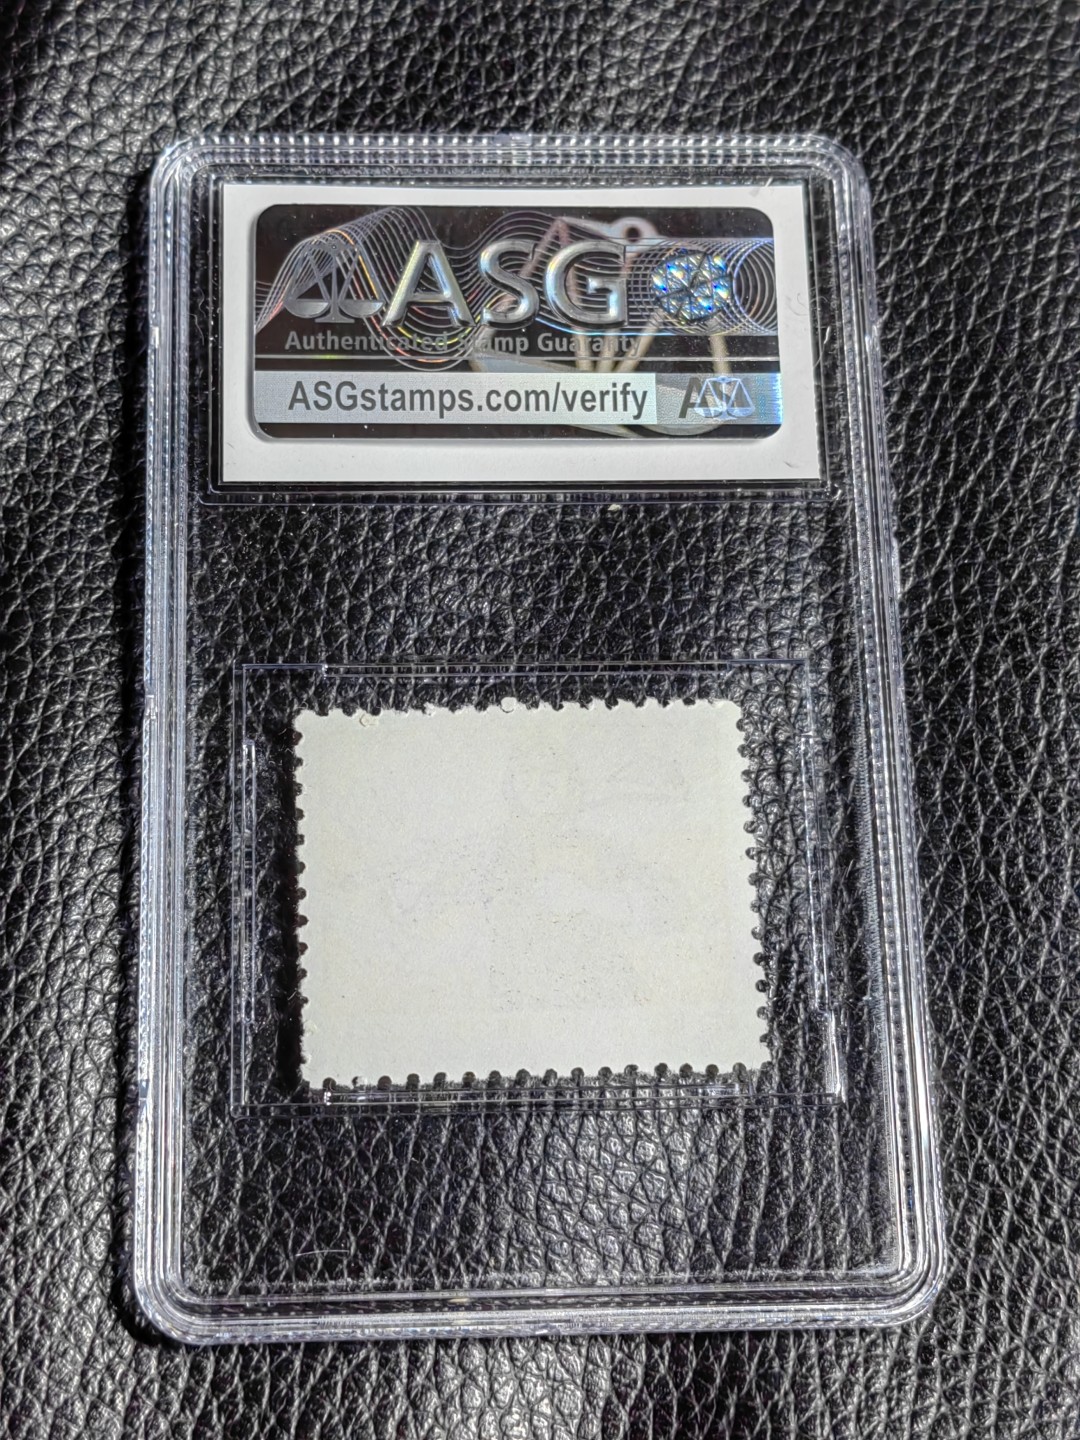 ASG
Authenticated Stamp Guaranty
ASGstamps.com/verify